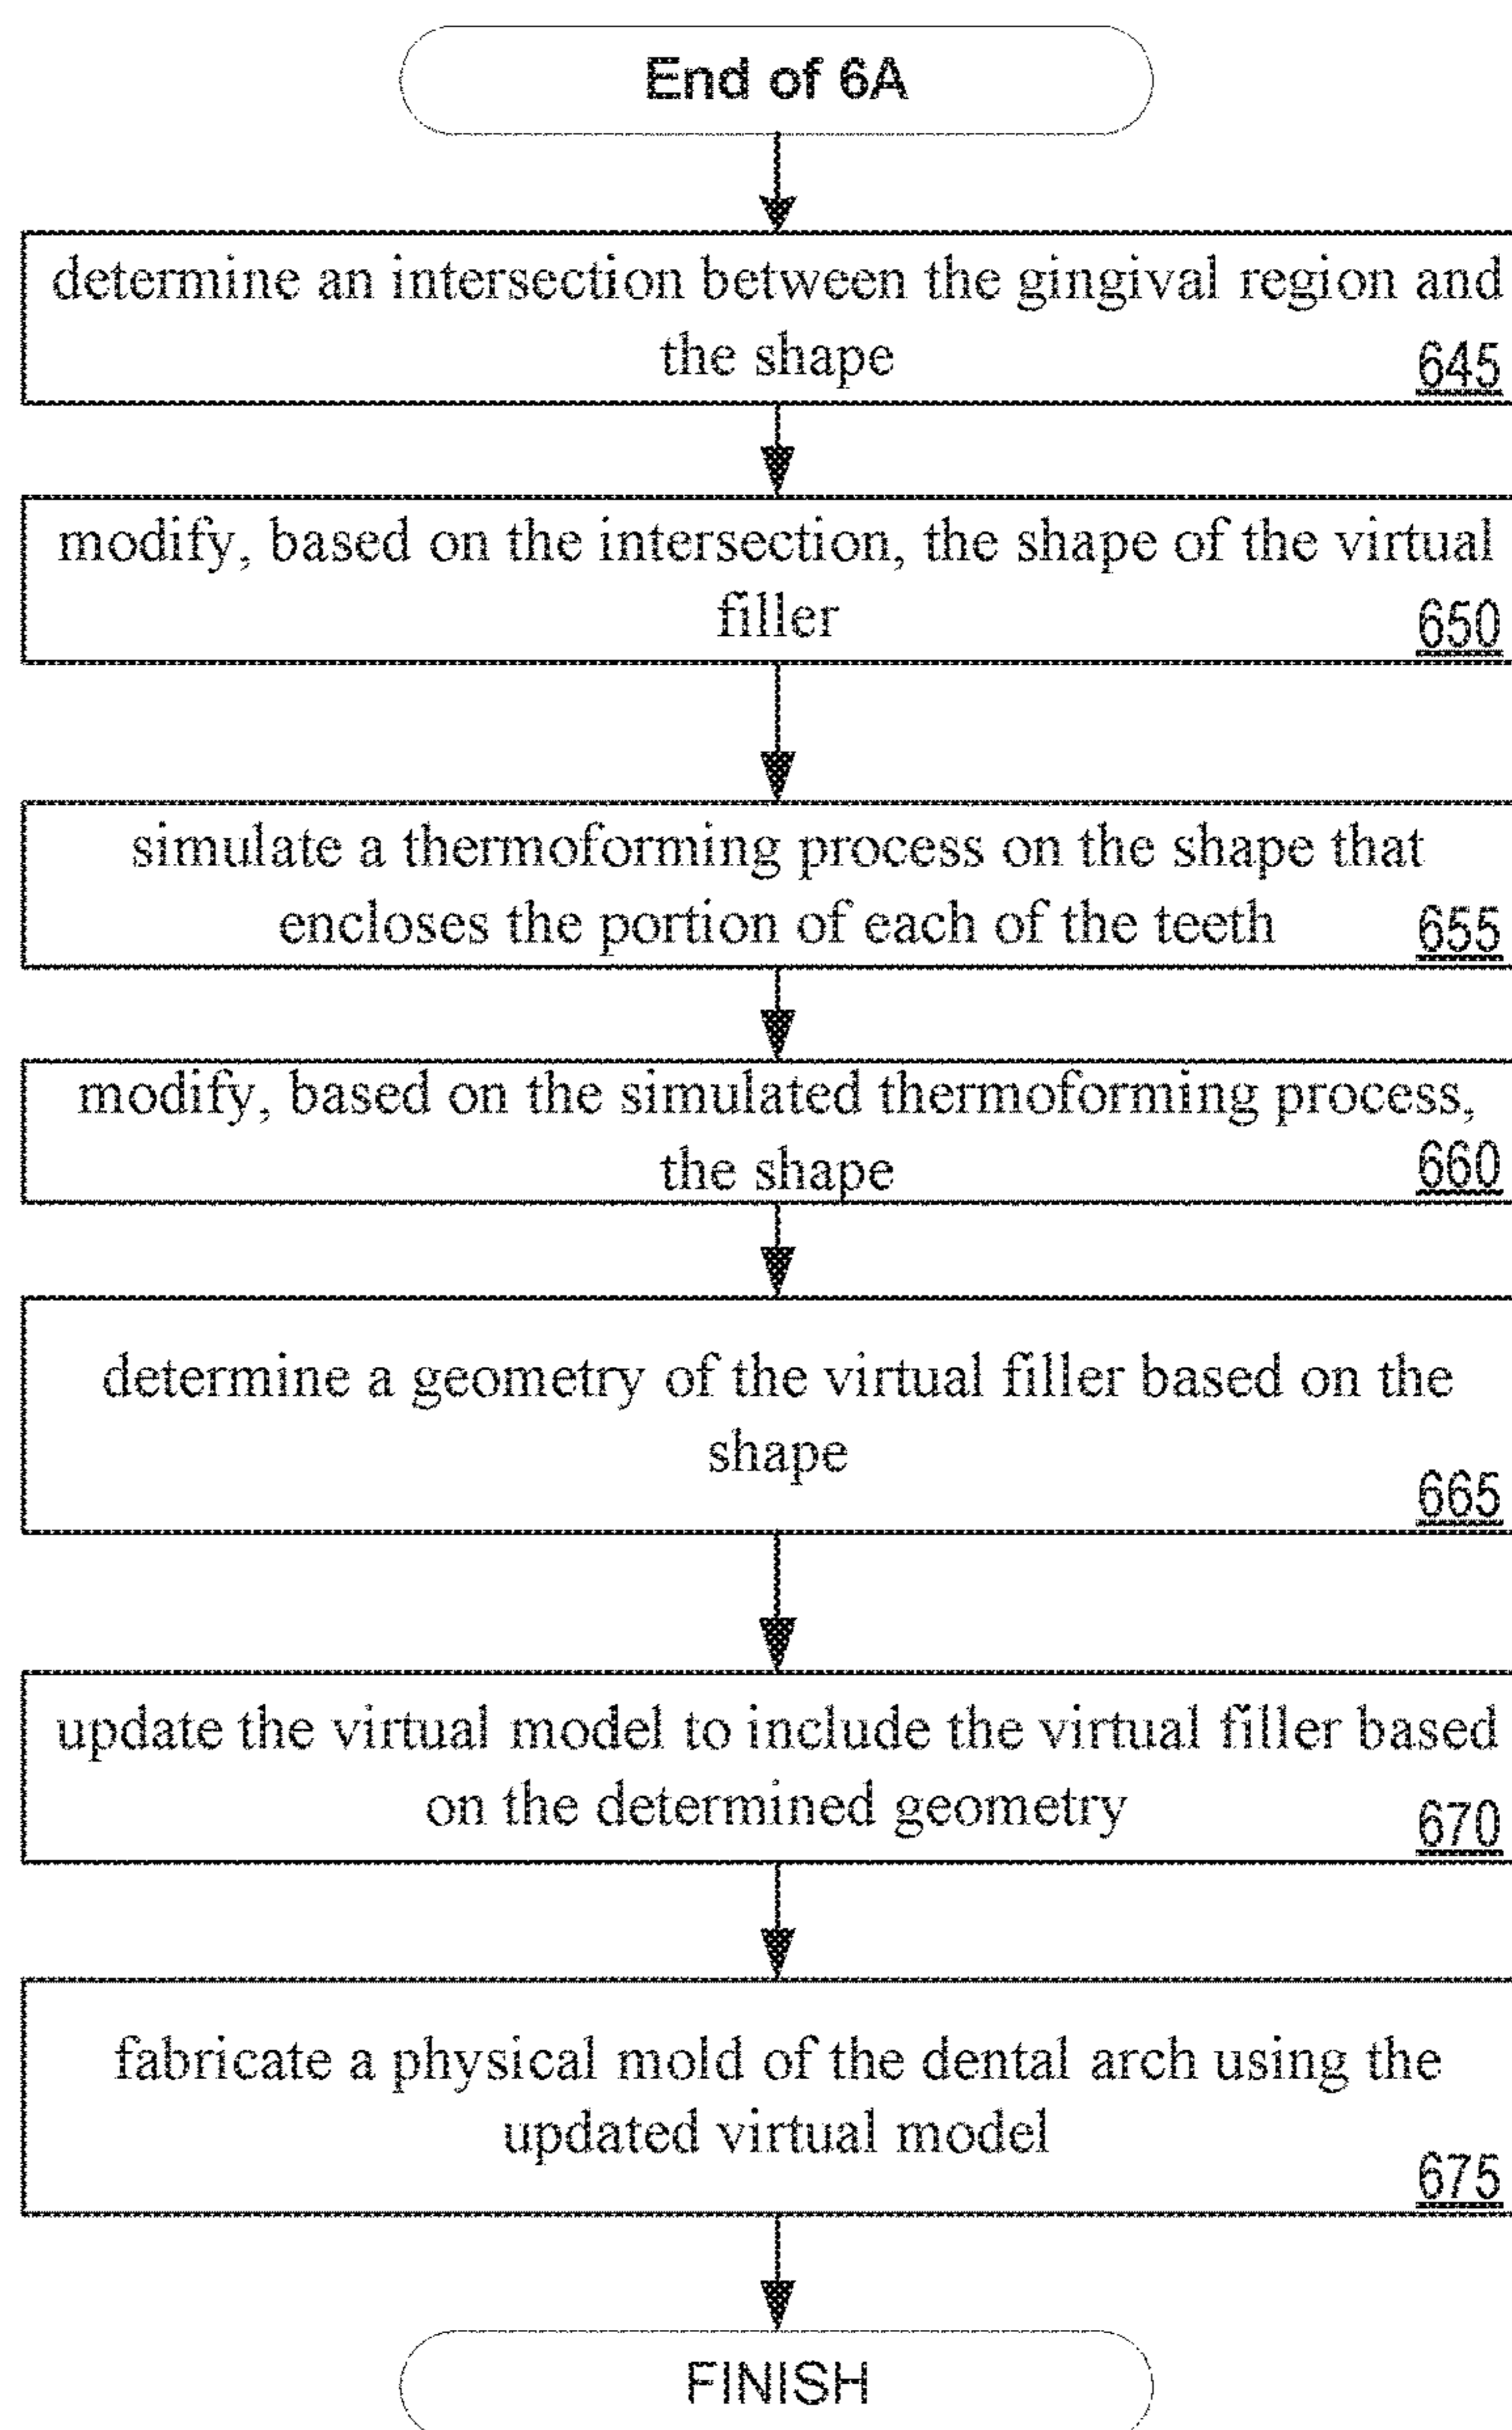 End of 6A
determine an intersection between the gingival region and
the shape
645
modify, based on the intersection, the shape of the virtual
filler
650
simulate a thermoforming process on the shape that
encloses the portion of each of the teeth
655
modify, based on the simulated thermoforming process,
the shape
660
determine a geometry of the virtual filler based on the
shape
665
update the virtual model to include the virtual filler based
on the determined geometry
670
fabricate a physical mold of the dental arch using the
updated virtual model
675
FINISH